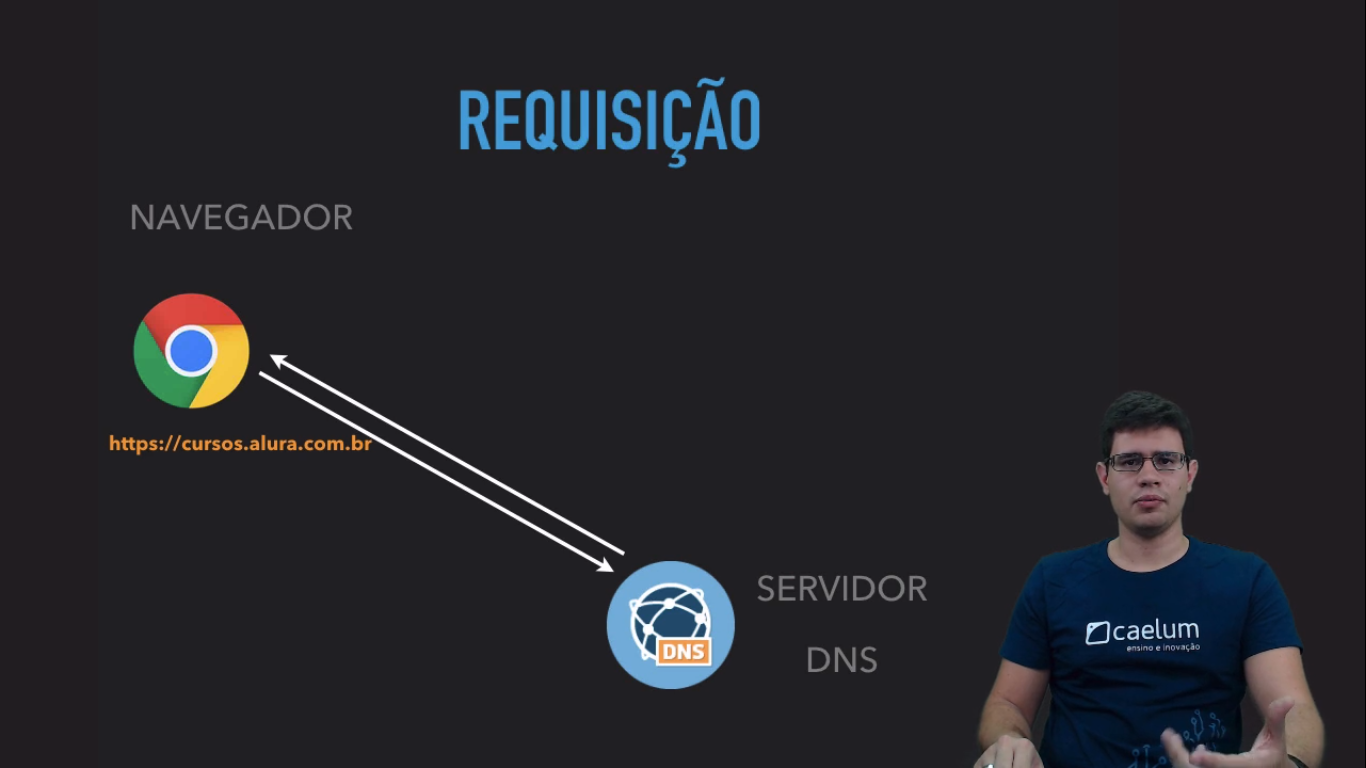 REQUISIÇÃO
NAVEGADOR
https://cursos.alura.com.br
SERVIDOR
DNS
DNS
caelum
ensino e inovação